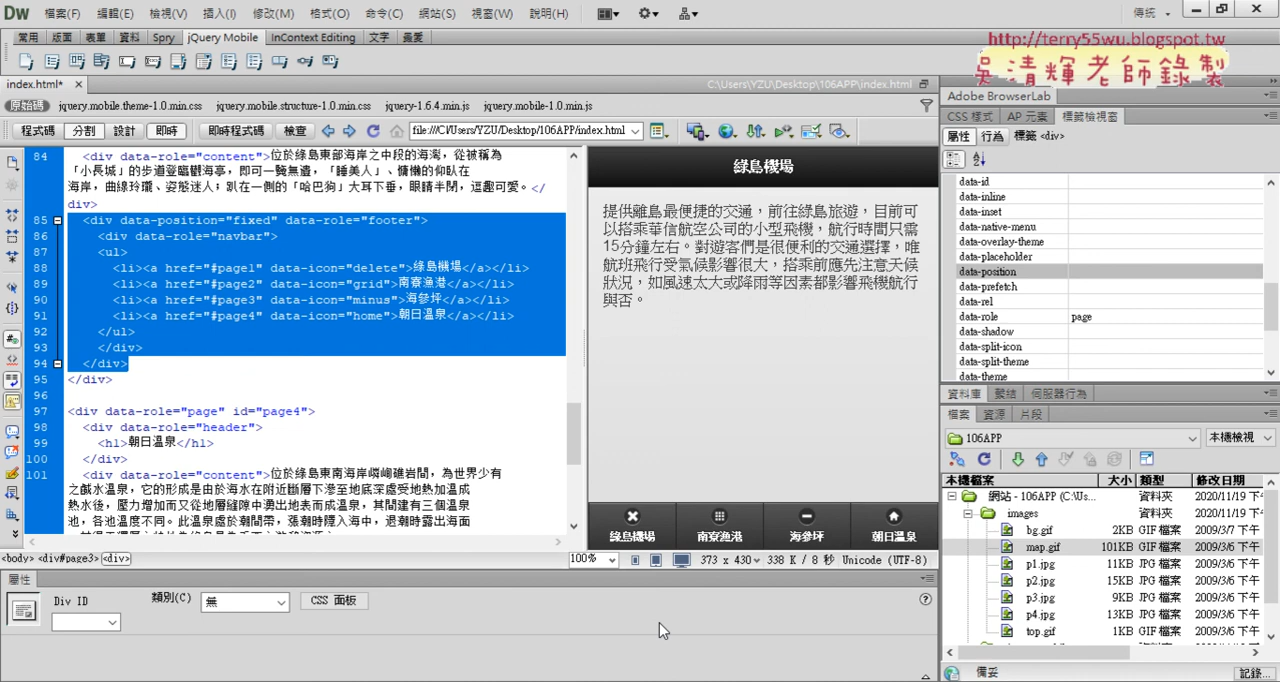 Dw 檔案(F) 編輯(E) 檢視(V) 插入(I) 修改(M) 格式(O) 命令(C) 網站(S) 視窗(W) 說明(H) 傳統
常用 版面 表單 資料 Spry jQuery Mobile InContext Editing 文字 我的最愛
http://terry55wu.blogspot.tw
吳清輝老師錄製
index.html* C:\Users\YZU\Desktop\106APP\index.html
原始碼 jquery.mobile.theme-1.0.min.css jquery.mobile.structure-1.0.min.css jquery-1.6.4.min.js jquery.mobile-1.0.min.js
程式碼 分割 設計 即時 即時程式碼 檢查 file:///C|/Users/YZU/Desktop/106APP/index.html
84 <div data-role="content">位於綠島東部海岸之中段的海灣，從被稱為
「小長城」的步道登臨觀海亭，即可一覽無遺，「睡美人」、慵懶的仰臥在
海岸，曲線玲瓏、姿態迷人；趴在一側的「哈巴狗」大耳下垂，眼睛半閉，逗趣可愛。</
div>
85 <div data-position="fixed" data-role="footer">
86 <div data-role="navbar">
87 <ul>
88 <li><a href="#page1" data-icon="delete">綠島機場</a></li>
89 <li><a href="#page2" data-icon="grid">南寮漁港</a></li>
90 <li><a href="#page3" data-icon="minus">海參坪</a></li>
91 <li><a href="#page4" data-icon="home">朝日溫泉</a></li>
92 </ul>
93 </div>
94 </div>
95 </div>
96
97 <div data-role="page" id="page4">
98 <div data-role="header">
99 <h1>朝日溫泉</h1>
100 </div>
101 <div data-role="content">位於綠島東南海岸嶙峋礁岩間，為世界少有
之鹹水溫泉，它的形成是由於海水在附近斷層下滲至地底深處受地熱加溫成
熱水後，壓力增加而又從地層縫隙中湧出地表而成溫泉，其間建有三個溫泉
池，各池溫度不同。此溫泉處於潮間帶，漲潮時隱入海中，退潮時露出海面
綠島機場
提供離島最便捷的交通，前往綠島旅遊，目前可
以搭乘華信航空公司的小型飛機，航行時間只需
15分鐘左右。對遊客們是很便利的交通選擇，唯
航班飛行受氣候影響很大，搭乘前應先注意天候
狀況，如風速太大或降雨等因素都影響飛機航行
與否。
綠島機場 南寮漁港 海參坪 朝日溫泉
<body> <div#page3> <div> 100% 373 x 430 338 K / 8 秒 Unicode (UTF-8)
屬性
Div ID 類別(C) 無 CSS 面板
Adobe BrowserLab
CSS 樣式 AP 元素 標籤檢視窗
屬性 行為 標籤 <div>
data-id
data-inline
data-inset
data-native-menu
data-overlay-theme
data-placeholder
data-position
data-prefetch
data-rel
data-role page
data-shadow
data-split-icon
data-split-theme
data-theme
資料庫 繫結 伺服器行為
檔案 資源 片段
106APP 本機檢視
本機檔案 大小 類型 修改日期
網站 - 106APP (C:\Us... 資料夾 2020/11/19 下
images 資料夾 2020/11/19 下
bg.gif 2KB GIF 檔案 2009/3/7 下午
map.gif 101KB GIF 檔案 2009/3/6 下午
p1.jpg 11KB JPG 檔案 2009/3/6 下午
p2.jpg 15KB JPG 檔案 2009/3/6 下午
p3.jpg 9KB JPG 檔案 2009/3/6 下午
p4.jpg 13KB JPG 檔案 2009/3/6 下午
top.gif 1KB GIF 檔案 2009/3/6 下午
備妥 記錄...